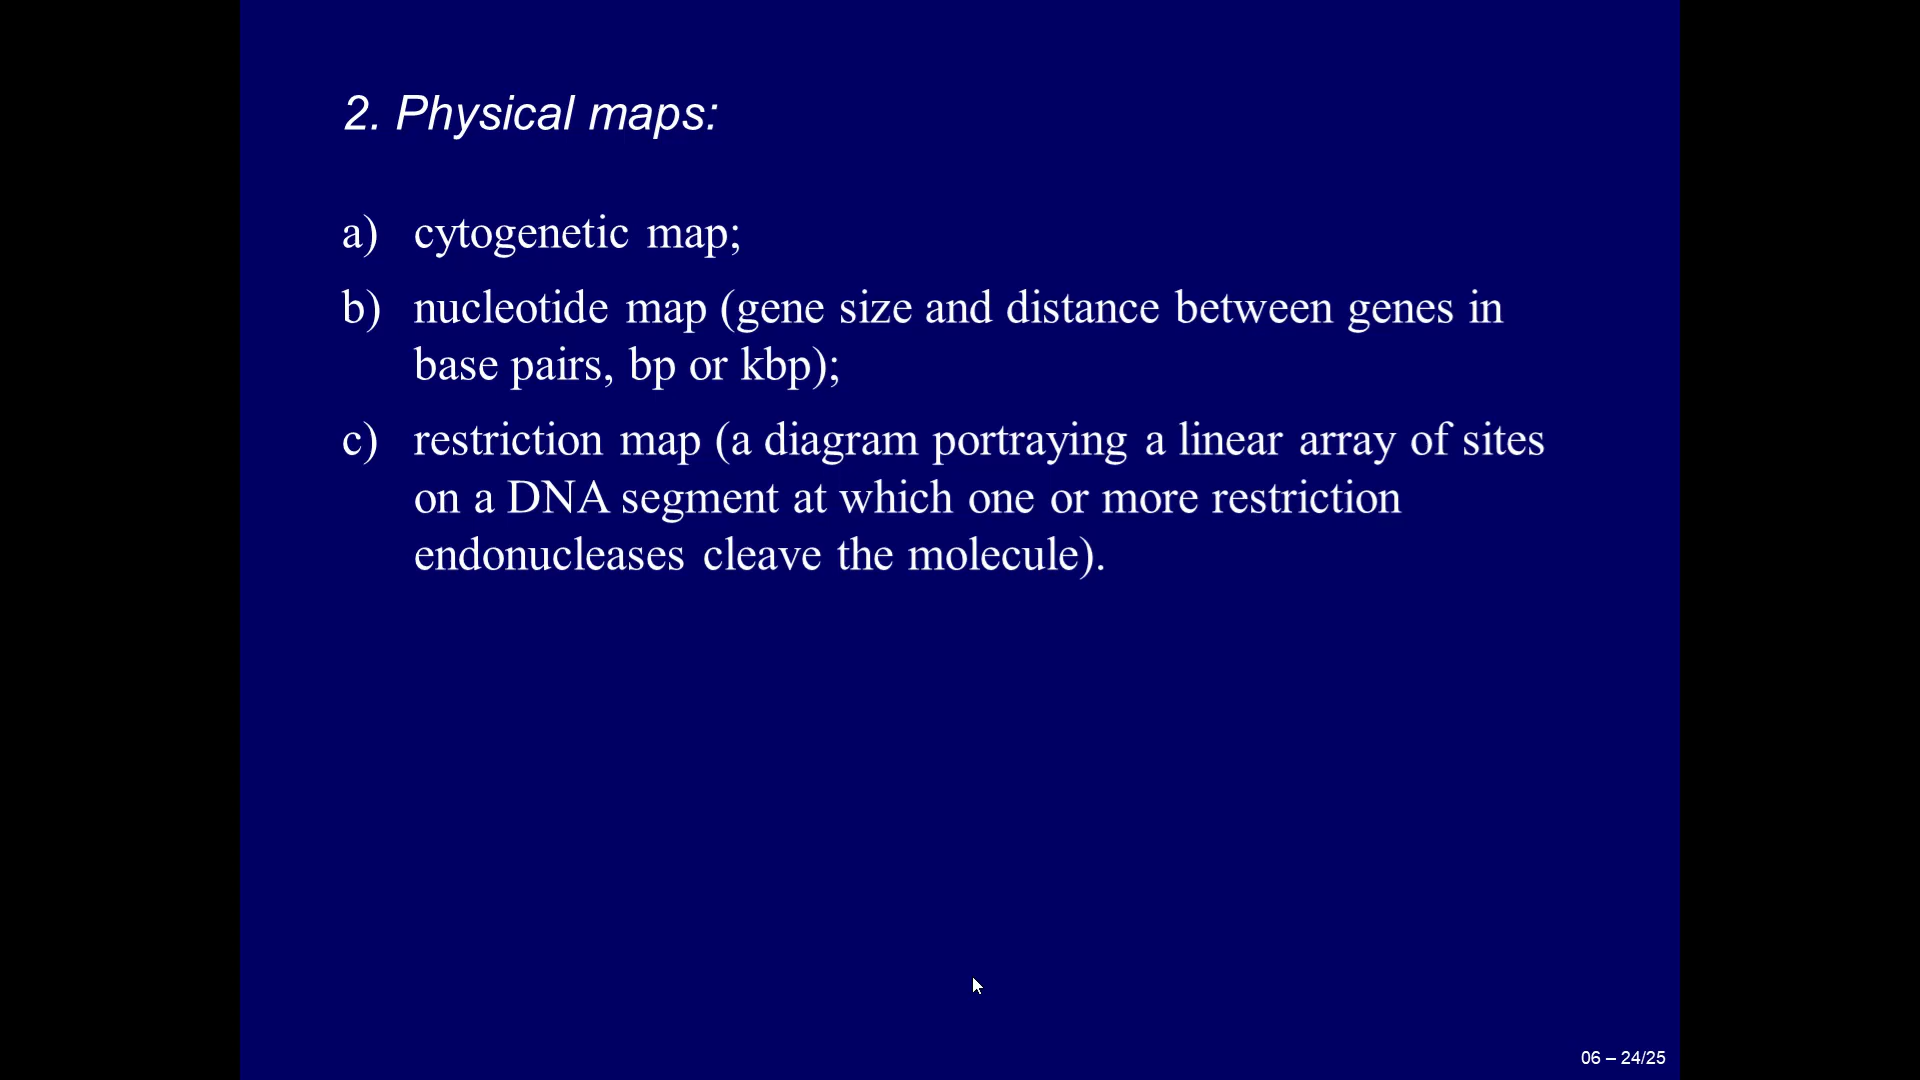 2. Physical maps:
a) cytogenetic map;
b) nucleotide map (gene size and distance between genes in
base pairs, bp or kbp);
c) restriction map (a diagram portraying a linear array of sites
on a DNA segment at which one or more restriction
endonucleases cleave the molecule).
06 – 24/25